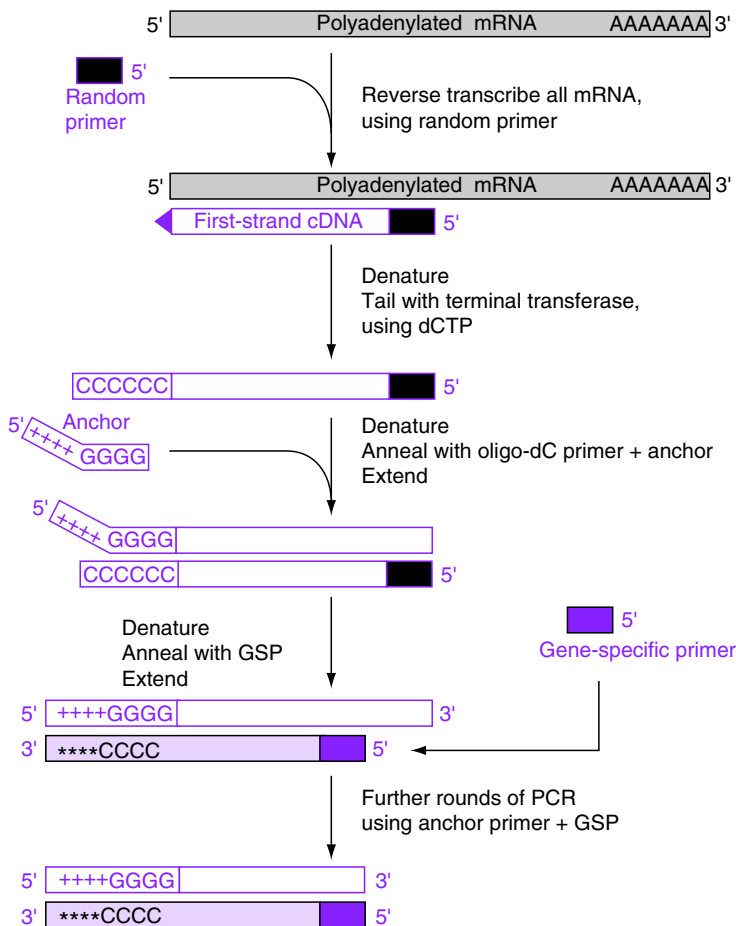 5' Polyadenylated mRNA AAAAAAA 3'
5'
Random
primer
Reverse transcribe all mRNA,
using random primer
5' Polyadenylated mRNA AAAAAAA 3'
First-strand cDNA 5'
Denature
Tail with terminal transferase,
using dCTP
CCCCCC 5'
5' Anchor
++++ GGGG
Denature
Anneal with oligo-dC primer + anchor
Extend
5'
++++ GGGG
CCCCCC 5'
Denature
Anneal with GSP
Extend
5'
Gene-specific primer
5' ++++GGGG 3'
3' ****CCCC 5'
Further rounds of PCR
using anchor primer + GSP
5' ++++GGGG 3'
3' ****CCCC 5'